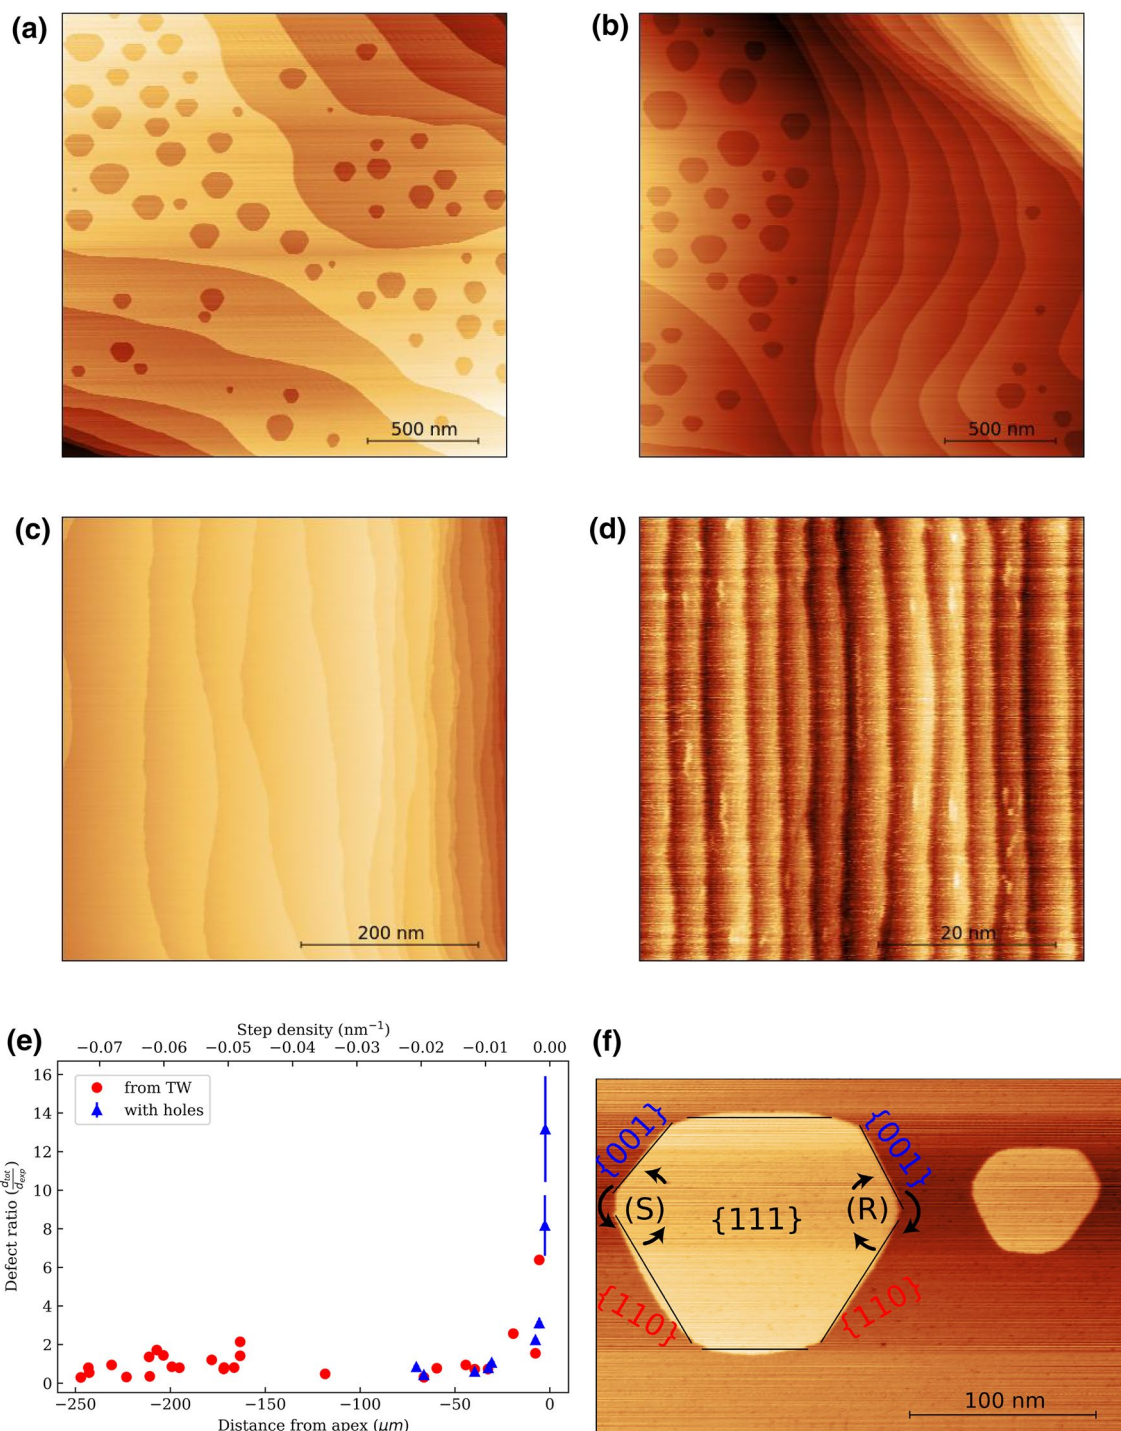 (a)
500 nm
(b)
500 nm
(c)
200 nm
(d)
20 nm
(e)
Step density (nm⁻¹)
−0.07 −0.06 −0.05 −0.04 −0.03 −0.02 −0.01 0.00
from TW
with holes
Defect ratio (d_tot/d_exp)
16
14
12
10
8
6
4
2
0
−250 −200 −150 −100 −50 0
Distance from apex (μm)
(f)
{001}
{001}
(S)
{111}
(R)
{110}
{110}
100 nm